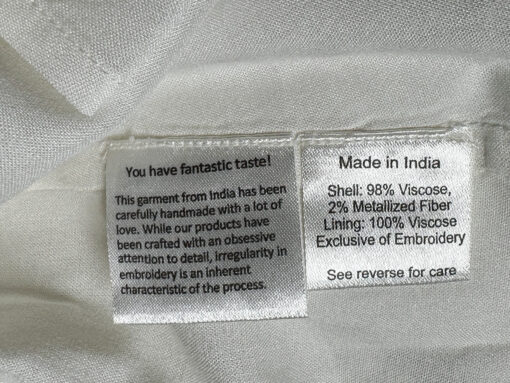 You have fantastic taste!
This garment from India has been
carefully handmade with a lot of
love. While our products have
been crafted with an obsessive
attention to detail, irregularity in
embroidery is an inherent
characteristic of the process.
Made in India
Shell: 98% Viscose,
2% Metallized Fiber
Lining: 100% Viscose
Exclusive of Embroidery
See reverse for care